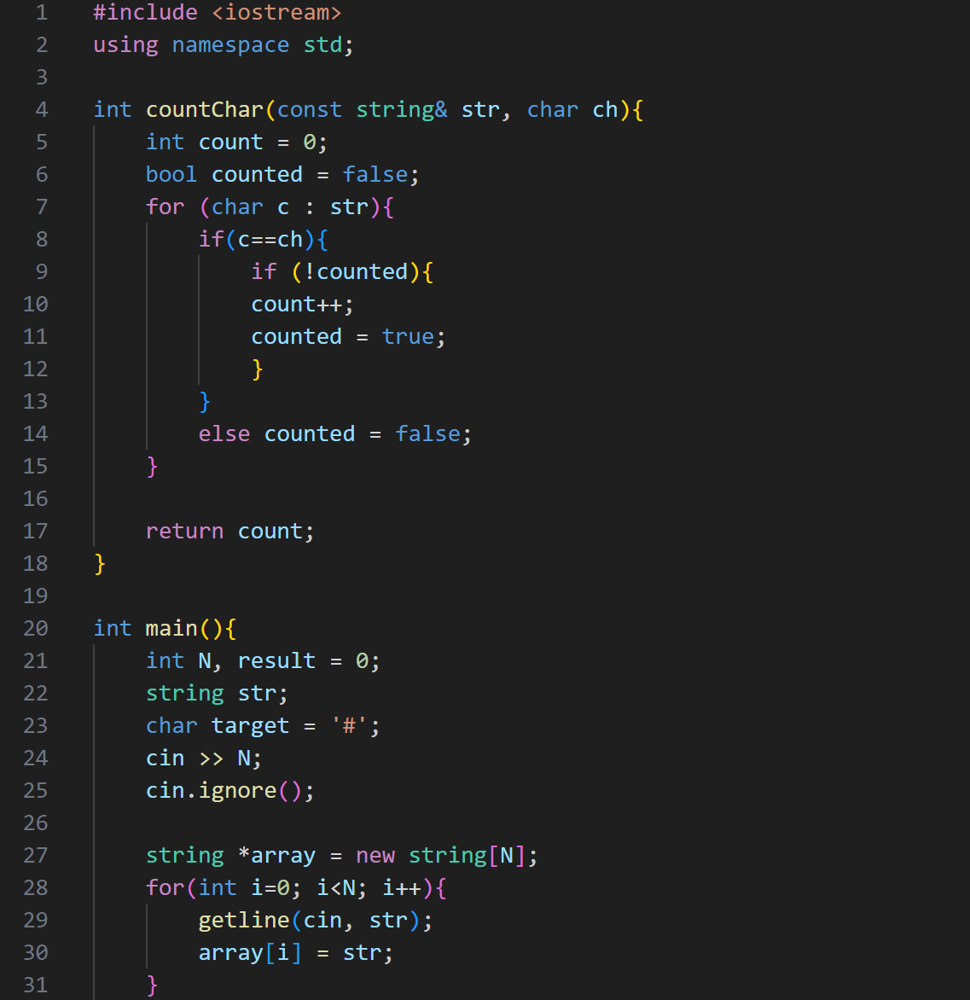 1 #include <iostream>
2 using namespace std;
3
4 int countChar(const string& str, char ch){
5     int count = 0;
6     bool counted = false;
7     for (char c : str){
8         if(c==ch){
9             if (!counted){
10             count++;
11             counted = true;
12             }
13         }
14         else counted = false;
15     }
16
17     return count;
18 }
19
20 int main(){
21     int N, result = 0;
22     string str;
23     char target = '#';
24     cin >> N;
25     cin.ignore();
26
27     string *array = new string[N];
28     for(int i=0; i<N; i++){
29         getline(cin, str);
30         array[i] = str;
31     }